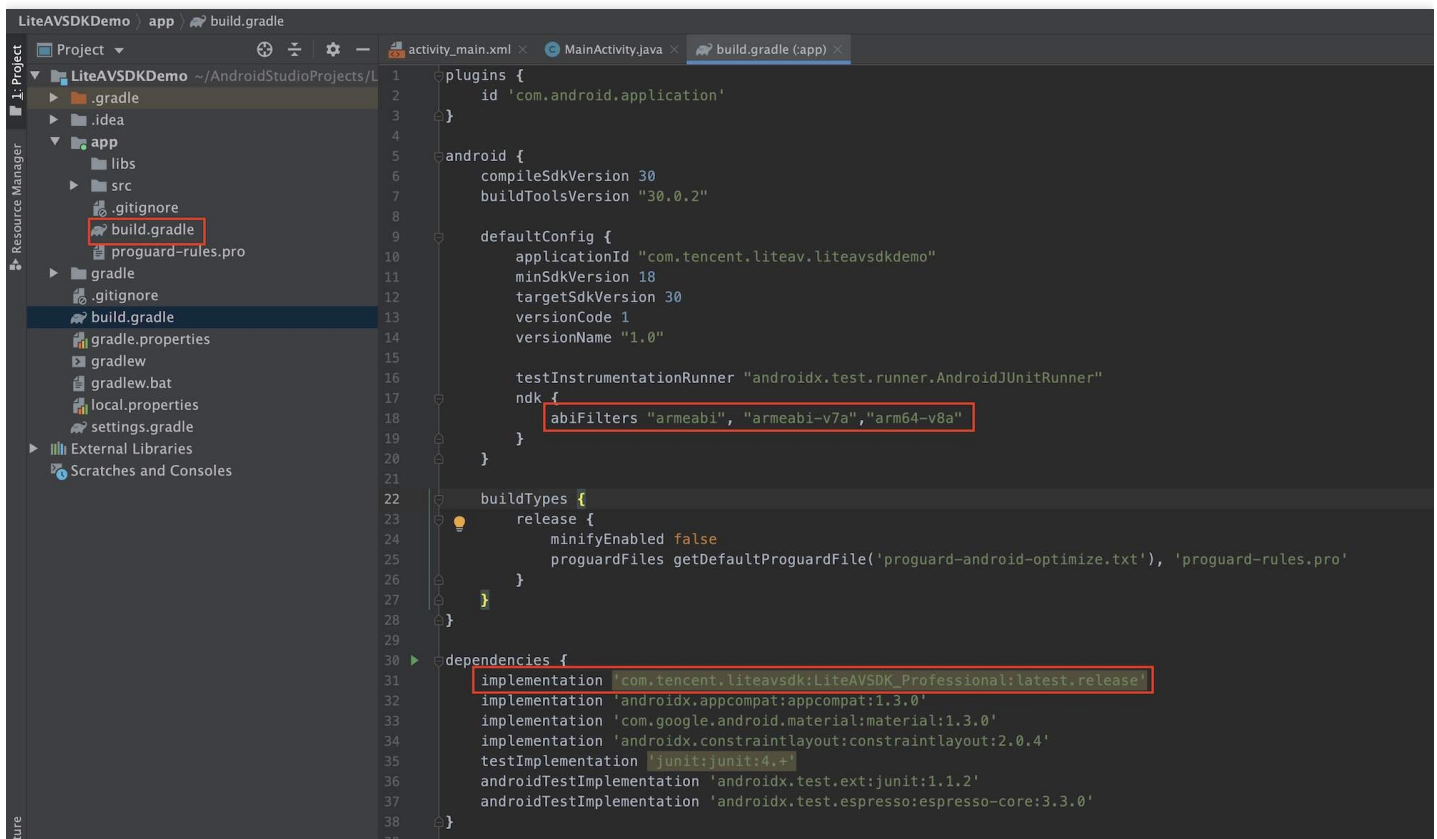 LiteAVSDKDemo 〉 app 〉 build.gradle
1: Project
Resource Manager
Project
LiteAVSDKDemo ~/AndroidStudioProjects/L
.gradle
.idea
app
libs
src
.gitignore
build.gradle
proguard-rules.pro
gradle
.gitignore
build.gradle
gradle.properties
gradlew
gradlew.bat
local.properties
settings.gradle
External Libraries
Scratches and Consoles
activity_main.xml × MainActivity.java × build.gradle (:app) ×
1 plugins {
2     id 'com.android.application'
3 }
4
5 android {
6     compileSdkVersion 30
7     buildToolsVersion "30.0.2"
8
9     defaultConfig {
10         applicationId "com.tencent.liteav.liteavsdkdemo"
11         minSdkVersion 18
12         targetSdkVersion 30
13         versionCode 1
14         versionName "1.0"
15
16         testInstrumentationRunner "androidx.test.runner.AndroidJUnitRunner"
17         ndk {
18             abiFilters "armeabi", "armeabi-v7a","arm64-v8a"
19         }
20     }
21
22     buildTypes {
23         release {
24             minifyEnabled false
25             proguardFiles getDefaultProguardFile('proguard-android-optimize.txt'), 'proguard-rules.pro'
26         }
27     }
28 }
29
30 dependencies {
31     implementation 'com.tencent.liteavsdk:LiteAVSDK_Professional:latest.release'
32     implementation 'androidx.appcompat:appcompat:1.3.0'
33     implementation 'com.google.android.material:material:1.3.0'
34     implementation 'androidx.constraintlayout:constraintlayout:2.0.4'
35     testImplementation 'junit:junit:4.+'
36     androidTestImplementation 'androidx.test.ext:junit:1.1.2'
37     androidTestImplementation 'androidx.test.espresso:espresso-core:3.3.0'
38 }